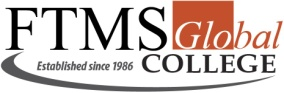 FTMS Global
Established since 1986 COLLEGE